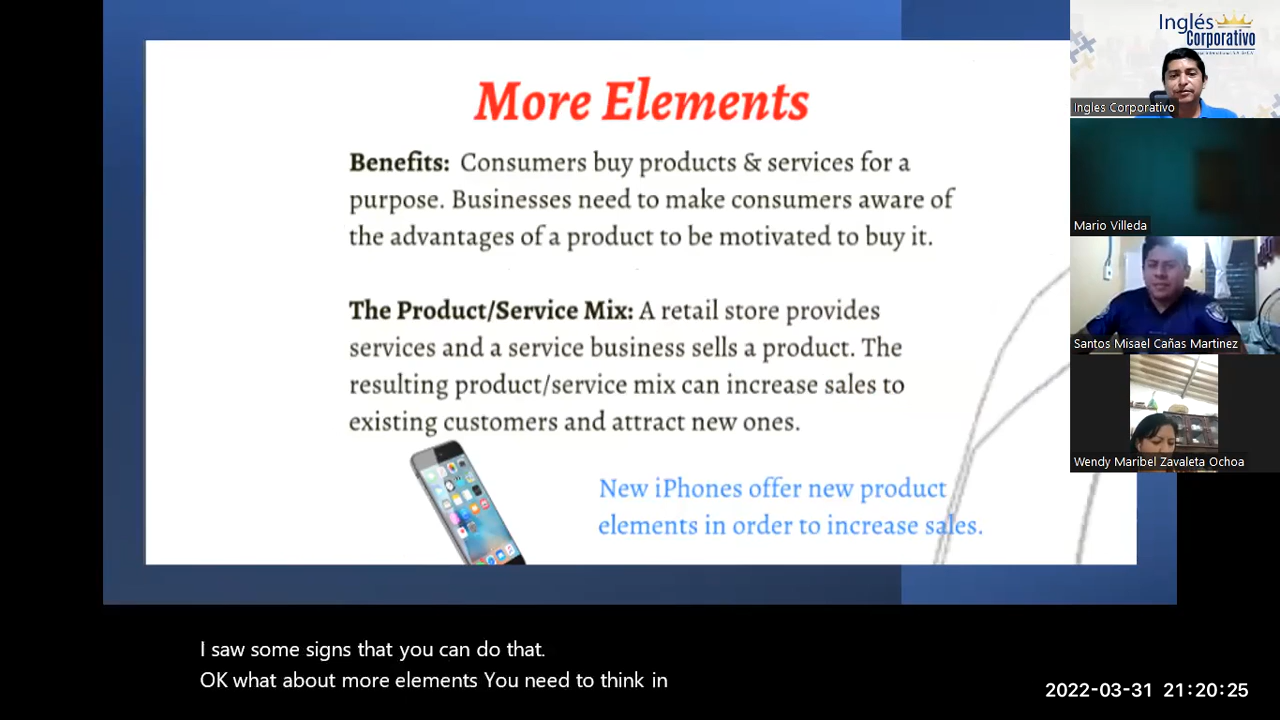 More Elements
Benefits: Consumers buy products & services for a
purpose. Businesses need to make consumers aware of
the advantages of a product to be motivated to buy it.
The Product/Service Mix: A retail store provides
services and a service business sells a product. The
resulting product/service mix can increase sales to
existing customers and attract new ones.
New iPhones offer new product
elements in order to increase sales.
Inglés
Corporativo
Ingles Corporativo
Mario Villeda
Santos Misael Cañas Martinez
Wendy Maribel Zavaleta Ochoa
I saw some signs that you can do that.
OK what about more elements You need to think in
2022-03-31 21:20:25